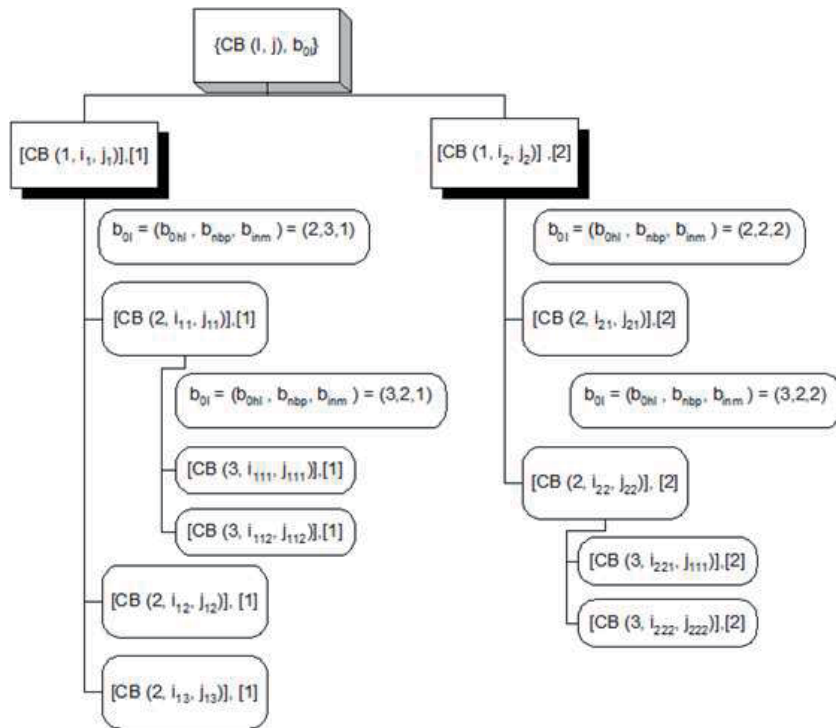 {CB (l, j), b₀ₗ}
[CB (1, i₁, j₁)],[1]
b₀ₗ = (b₀ₕₗ , bₙbₚ, bᵢₙₘ ) = (2,3,1)
[CB (2, i₁₁, j₁₁)],[1]
b₀ₗ = (b₀ₕₗ , bₙbₚ, bᵢₙₘ ) = (3,2,1)
[CB (3, i₁₁₁, j₁₁₁)],[1]
[CB (3, i₁₁₂, j₁₁₂)],[1]
[CB (2, i₁₂, j₁₂)], [1]
[CB (2, i₁₃, j₁₃)], [1]
[CB (1, i₂, j₂)] ,[2]
b₀ₗ = (b₀ₕₗ , bₙbₚ, bᵢₙₘ ) = (2,2,2)
[CB (2, i₂₁, j₂₁)],[2]
b₀ₗ = (b₀ₕₗ , bₙbₚ, bᵢₙₘ ) = (3,2,2)
[CB (2, i₂₂, j₂₂)], [2]
[CB (3, i₂₂₁, j₁₁₁)],[2]
[CB (3, i₂₂₂, j₂₂₂)],[2]